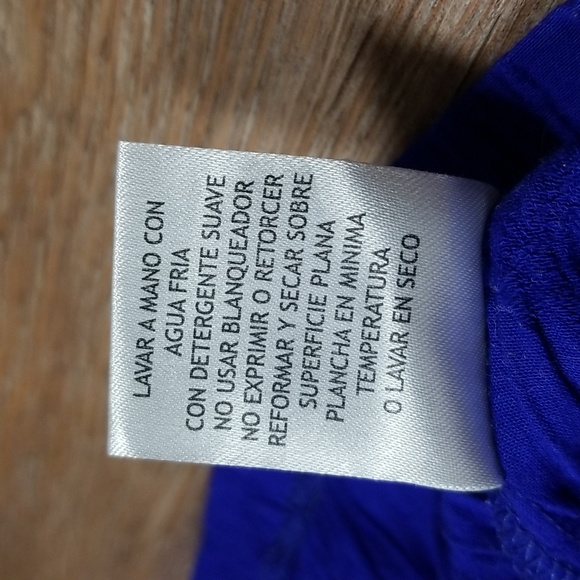 LAVAR A MANO CON
AGUA FRIA
CON DETERGENTE SUAVE
NO USAR BLANQUEADOR
NO EXPRIMIR O RETORCER
REFORMAR Y SECAR SOBRE
SUPERFICIE PLANA
PLANCHA EN MINIMA
TEMPERATURA
O LAVAR EN SECO